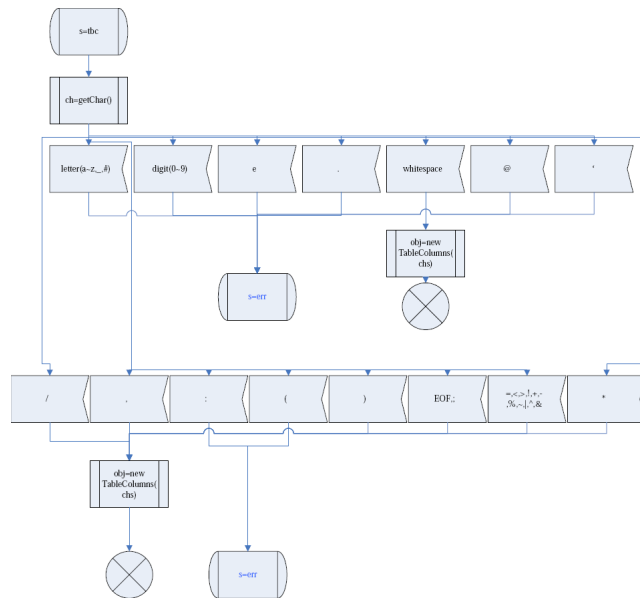 s=tbc
ch=getChar()
letter(a~z,_,#)
digit(0~9)
e
.
whitespace
@
'
obj=new
TableColumns(
chs)
s=err
/
,
:
(
)
EOF,;
=,<,>,!,+,-
,%,~,|,^,&
*
obj=new
TableColumns(
chs)
s=err